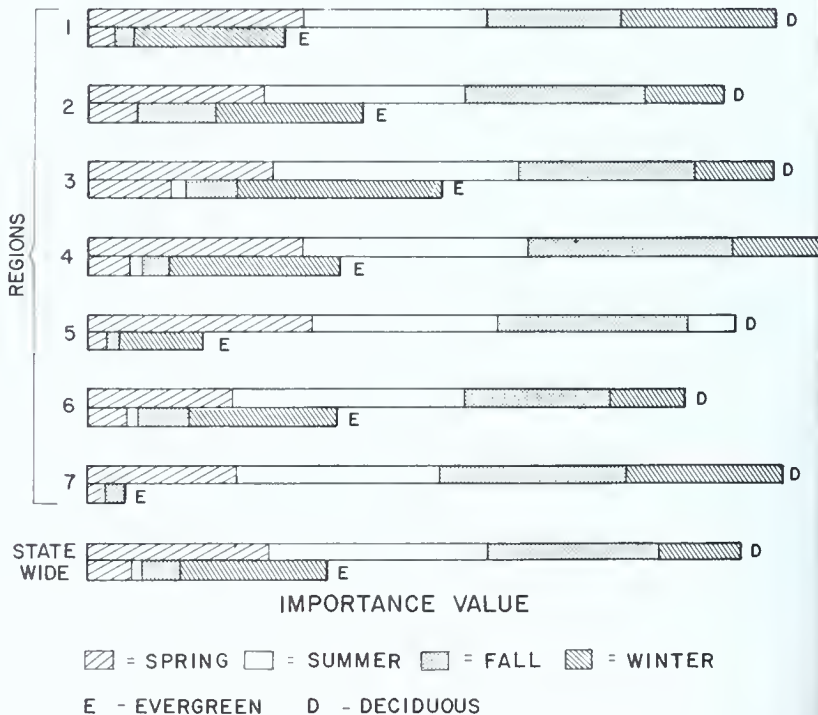 1
D
E
2
D
E
3
D
E
REGIONS
4
E
5
D
E
6
D
E
7
D
E
STATE WIDE
D
E
IMPORTANCE VALUE
= SPRING = SUMMER = FALL = WINTER
E - EVERGREEN D - DECIDUOUS